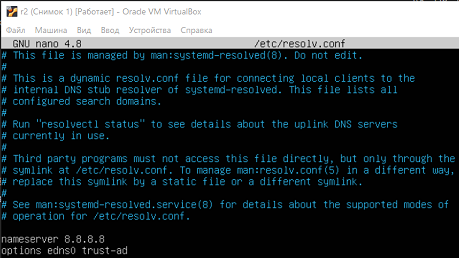 r2 (Снимок 1) [Работает] - Oracle VM VirtualBox
Файл Машина Вид Ввод Устройства Справка
GNU nano 4.8 /etc/resolv.conf
# This file is managed by man:systemd-resolved(8). Do not edit.
#
# This is a dynamic resolv.conf file for connecting local clients to the
# internal DNS stub resolver of systemd-resolved. This file lists all
# configured search domains.
#
# Run "resolvectl status" to see details about the uplink DNS servers
# currently in use.
#
# Third party programs must not access this file directly, but only through the
# symlink at /etc/resolv.conf. To manage man:resolv.conf(5) in a different way,
# replace this symlink by a static file or a different symlink.
#
# See man:systemd-resolved.service(8) for details about the supported modes of
# operation for /etc/resolv.conf.
nameserver 8.8.8.8
options edns0 trust-ad